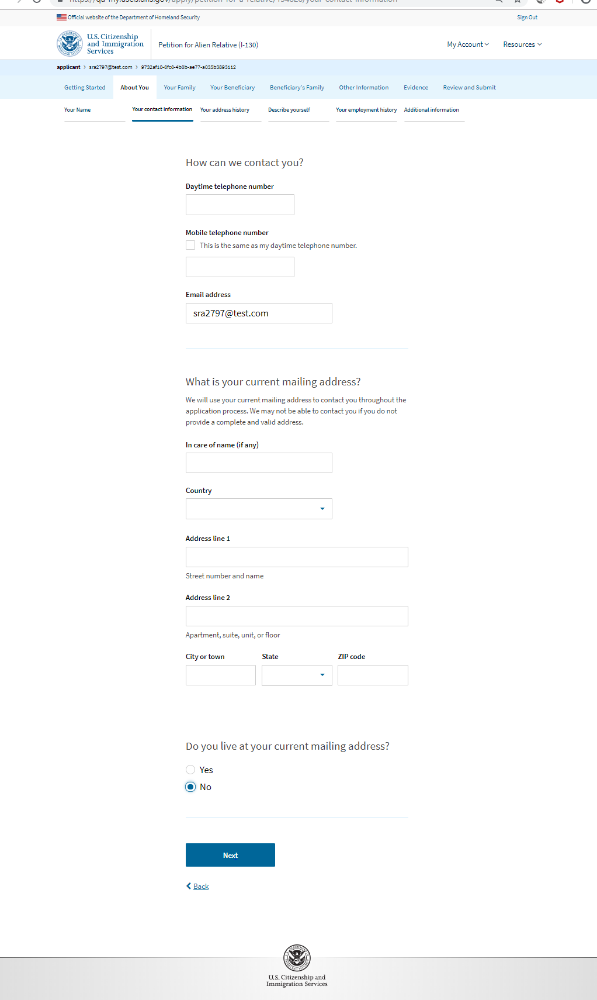 https://qa-my.uscis.dhs.gov/apply/petition-for-a-relative/134626/your-contact-information
Official website of the Department of Homeland Security
Sign Out
U.S. Citizenship
and Immigration
Services
Petition for Alien Relative (I-130)
My Account
Resources
applicant > sra2797@test.com > 9732af10-6fc6-4b6b-ae77-a035b3893112
Getting Started
About You
Your Family
Your Beneficiary
Beneficiary's Family
Other Information
Evidence
Review and Submit
Your Name
Your contact information
Your address history
Describe yourself
Your employment history
Additional information
How can we contact you?
Daytime telephone number
Mobile telephone number
This is the same as my daytime telephone number.
Email address
sra2797@test.com
What is your current mailing address?
We will use your current mailing address to contact you throughout the
application process. We may not be able to contact you if you do not
provide a complete and valid address.
In care of name (if any)
Country
Address line 1
Street number and name
Address line 2
Apartment, suite, unit, or floor
City or town
State
ZIP code
Do you live at your current mailing address?
Yes
No
Next
Back
U.S. Citizenship and
Immigration Services